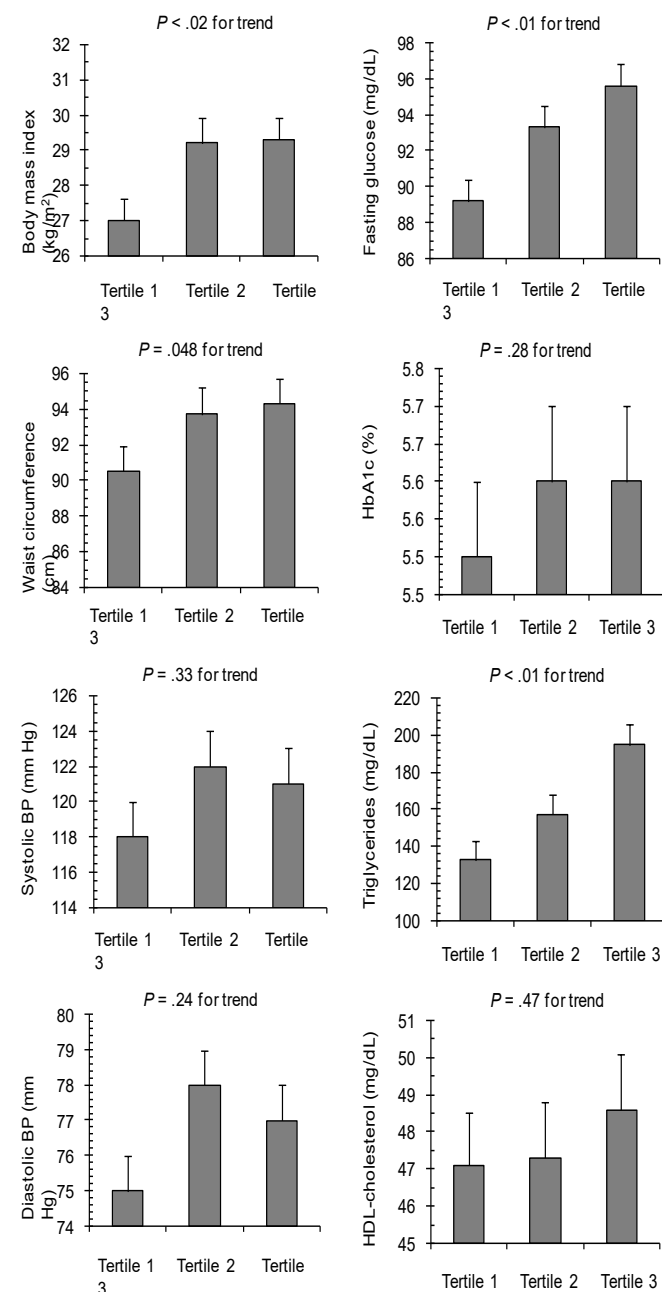 P < .02 for trend
32
31
30
29
28
27
26
Body mass index
(kg/m²)
Tertile 1 Tertile 2 Tertile
3
P < .01 for trend
98
96
94
92
90
88
86
Fasting glucose (mg/dL)
Tertile 1 Tertile 2 Tertile
3
P = .048 for trend
96
94
92
90
88
86
84
Waist circumference
(cm)
Tertile 1 Tertile 2 Tertile
3
P = .28 for trend
5.8
5.7
5.7
5.6
5.6
5.5
5.5
HbA1c (%)
Tertile 1 Tertile 2 Tertile 3
P = .33 for trend
126
124
122
120
118
116
114
Systolic BP (mm Hg)
Tertile 1 Tertile 2 Tertile
3
P < .01 for trend
220
200
180
160
140
120
100
Triglycerides (mg/dL)
Tertile 1 Tertile 2 Tertile 3
P = .24 for trend
80
79
78
77
76
75
74
Diastolic BP (mm
Hg)
Tertile 1 Tertile 2 Tertile
3
P = .47 for trend
51
50
49
48
47
46
45
HDL-cholesterol (mg/dL)
Tertile 1 Tertile 2 Tertile 3